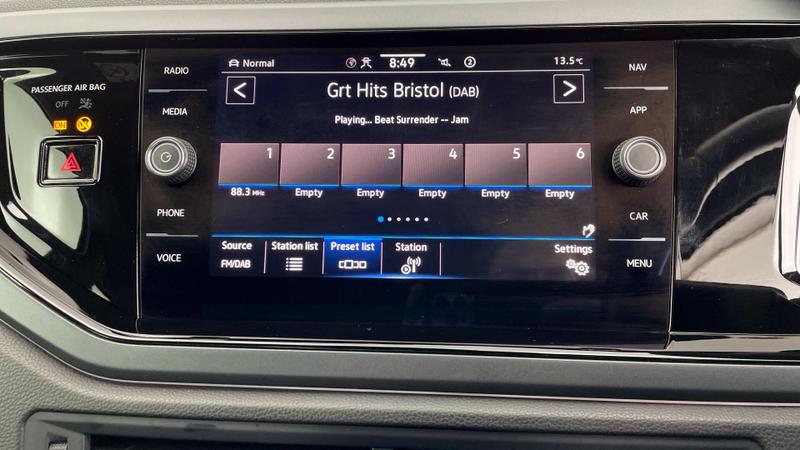 RADIO
MEDIA
PHONE
VOICE
PASSENGER AIR BAG
OFF
ON
Normal
8:49
2
13.5°C
< Grt Hits Bristol (DAB) >
Playing... Beat Surrender -- Jam
1 2 3 4 5 6
88.3 MHz Empty Empty Empty Empty Empty
Source Station list Preset list Station Settings
FM/DAB
NAV
APP
CAR
MENU